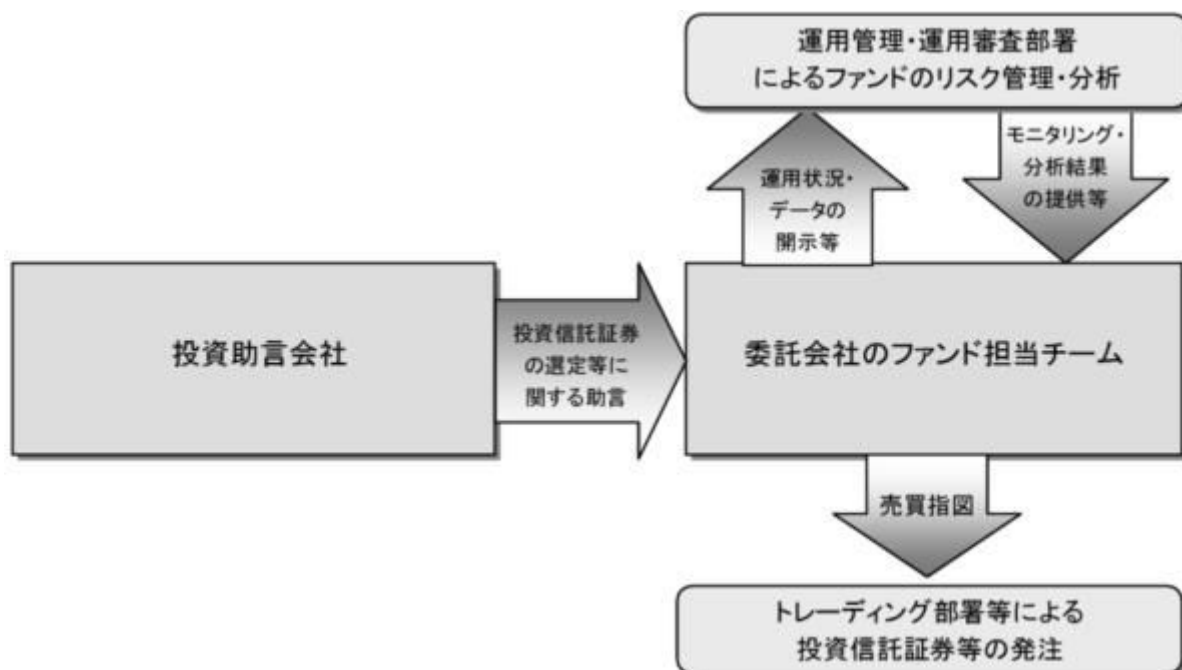 運用管理・運用審査部署
によるファンドのリスク管理・分析
運用状況・
データの
開示等
モニタリング・
分析結果
の提供等
投資助言会社
投資信託証券
の選定等に
関する助言
委託会社のファンド担当チーム
売買指図
トレーディング部署等による
投資信託証券等の発注